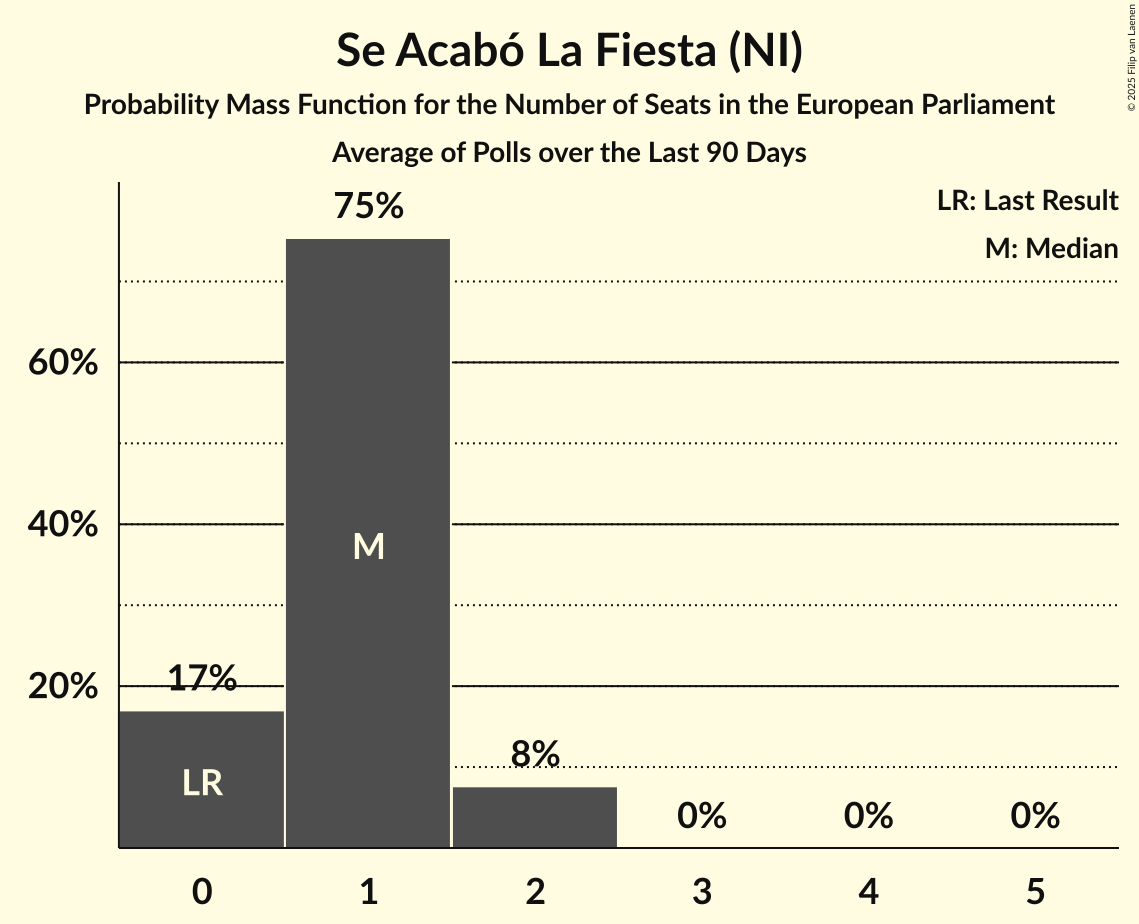 Se Acabó La Fiesta (NI)
Probability Mass Function for the Number of Seats in the European Parliament
Average of Polls over the Last 90 Days
© 2025 Filip van Laenen
LR: Last Result
M: Median
75%
60%
40%
M
17%
20%
LR
8%
0% 0% 0%
0 1 2 3 4 5